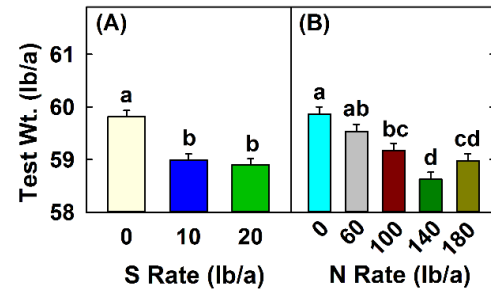 (A) (B)
61
60
59
58
Test Wt. (lb/a)
a b b
a ab bc d cd
0 10 20
0 60 100 140 180
S Rate (lb/a) N Rate (lb/a)